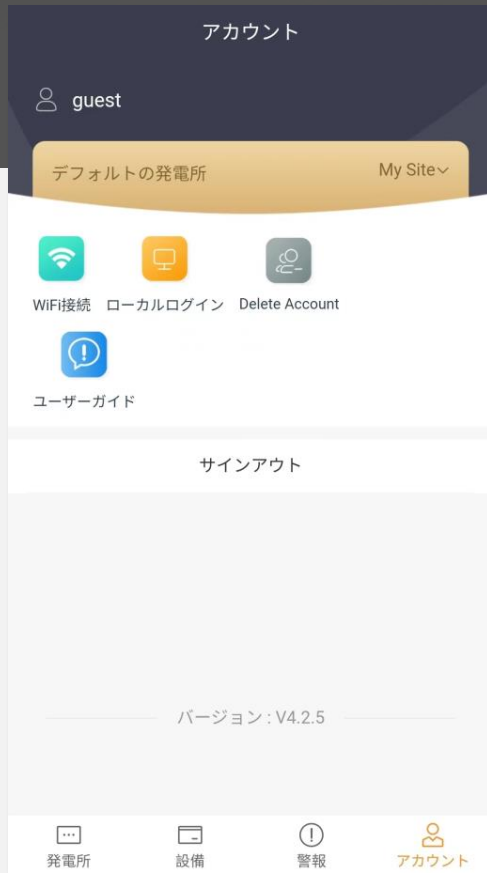 アカウント
guest
デフォルトの発電所 My Site
WiFi接続 ローカルログイン Delete Account
ユーザーガイド
サインアウト
バージョン : V4.2.5
発電所 設備 警報 アカウント